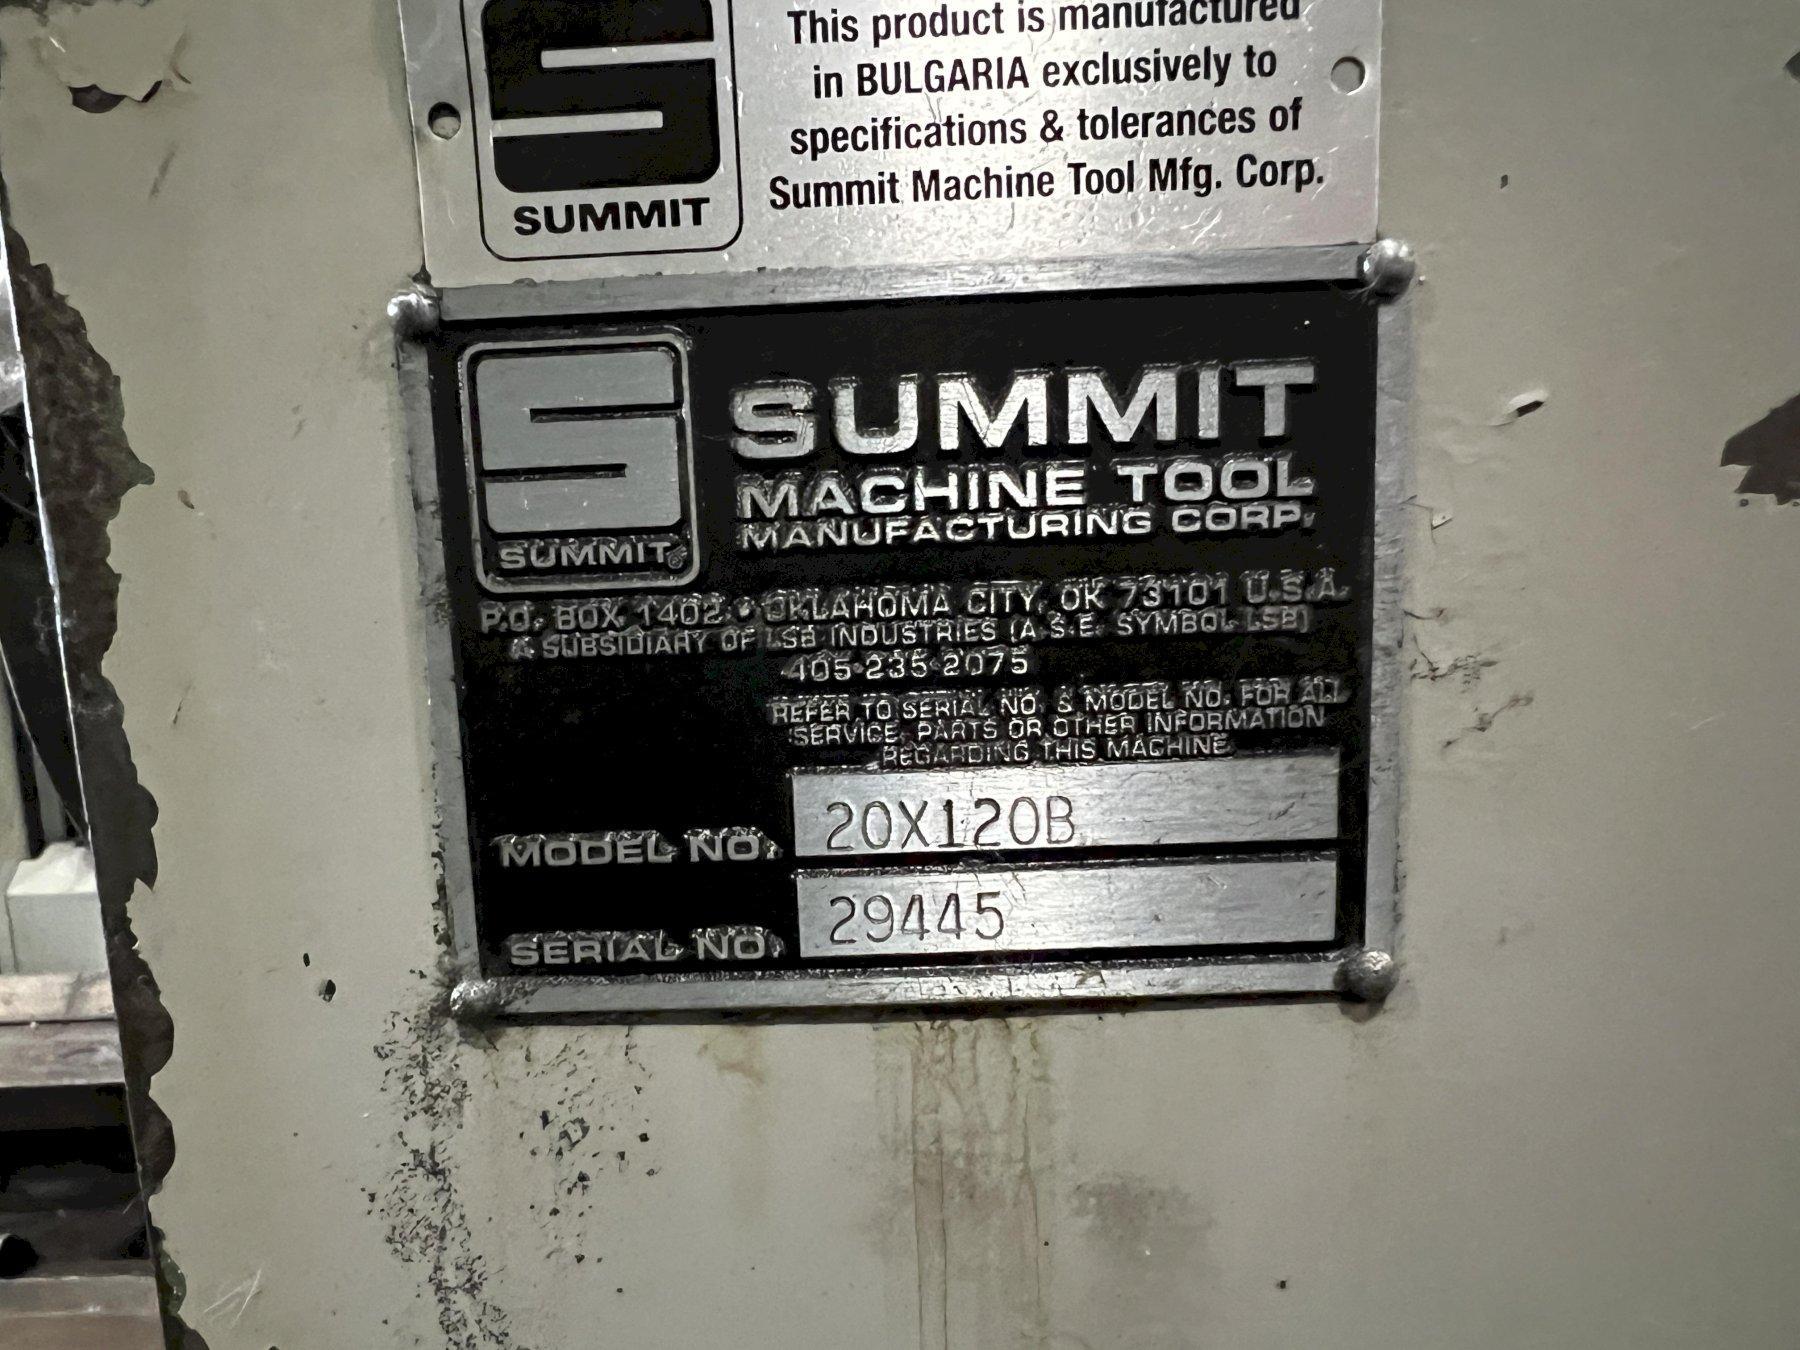 This product is manufactured
in BULGARIA exclusively to
specifications & tolerances of
Summit Machine Tool Mfg. Corp.
SUMMIT
SUMMIT
MACHINE TOOL
MANUFACTURING CORP.
SUMMIT®
P.O. BOX 1402 • OKLAHOMA CITY, OK 73101 U.S.A.
A SUBSIDIARY OF LSB INDUSTRIES (A.S.E. SYMBOL LSB)
405-235-2075
REFER TO SERIAL NO. & MODEL NO. FOR ALL
SERVICE, PARTS OR OTHER INFORMATION
REGARDING THIS MACHINE
MODEL NO. 20X120B
SERIAL NO. 29445